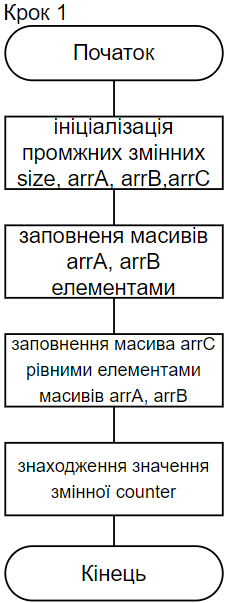 Крок 1
Початок
ініціалізація
промжних змінних
size, arrA, arrB,arrC
заповненя масивів
arrA, arrB
елементами
заповнення масива arrC
рівними елементами
масивів arrA, arrB
знаходження значення
змінної counter
Кінець